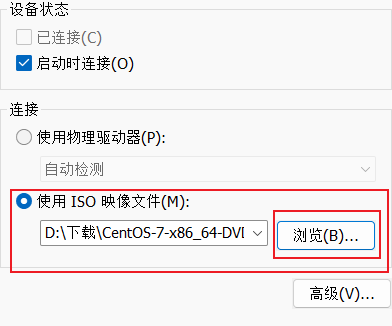 设备状态
已连接(C)
启动时连接(O)
连接
使用物理驱动器(P):
自动检测
使用 ISO 映像文件(M):
D:\下载\CentOS-7-x86_64-DVI
浏览(B)...
高级(V)...